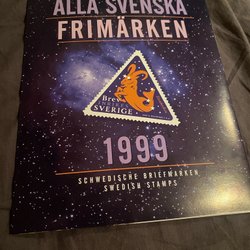 ALLA SVENSKA
FRIMÄRKEN
Brev
SVERIGE
1999
SCHWEDISCHE BRIEFMARKEN
SWEDISH STAMPS